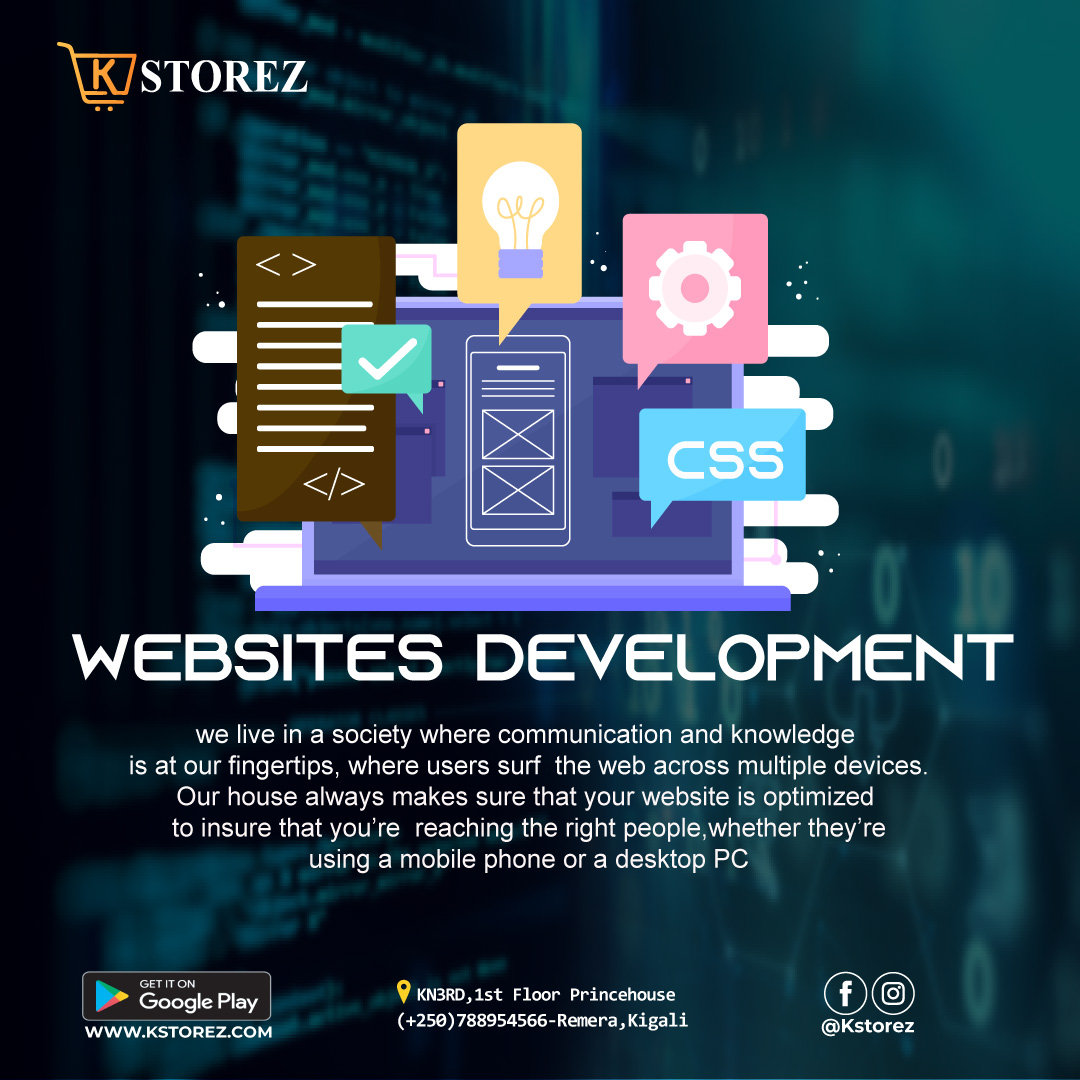 K STOREZ
< >
</>
CSS
WEBSITES DEVELOPMENT
we live in a society where communication and knowledge
is at our fingertips, where users surf the web across multiple devices.
Our house always makes sure that your website is optimized
to insure that you're reaching the right people,whether they're
using a mobile phone or a desktop PC
GET IT ON
Google Play
WWW.KSTOREZ.COM
KN3RD,1st Floor Princehouse
(+250)788954566-Remera,Kigali
@Kstorez